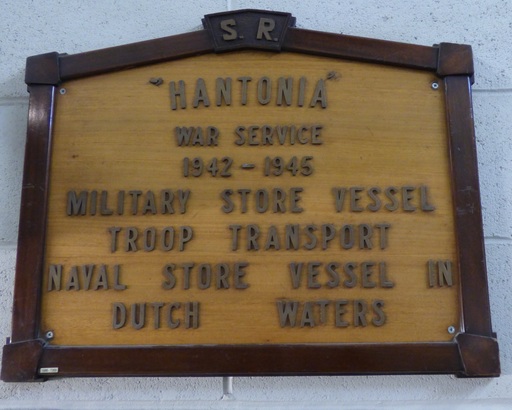 S. R.
"HANTONIA"
WAR SERVICE
1942 - 1945
MILITARY STORE VESSEL
TROOP TRANSPORT
NAVAL STORE VESSEL IN
DUTCH WATERS